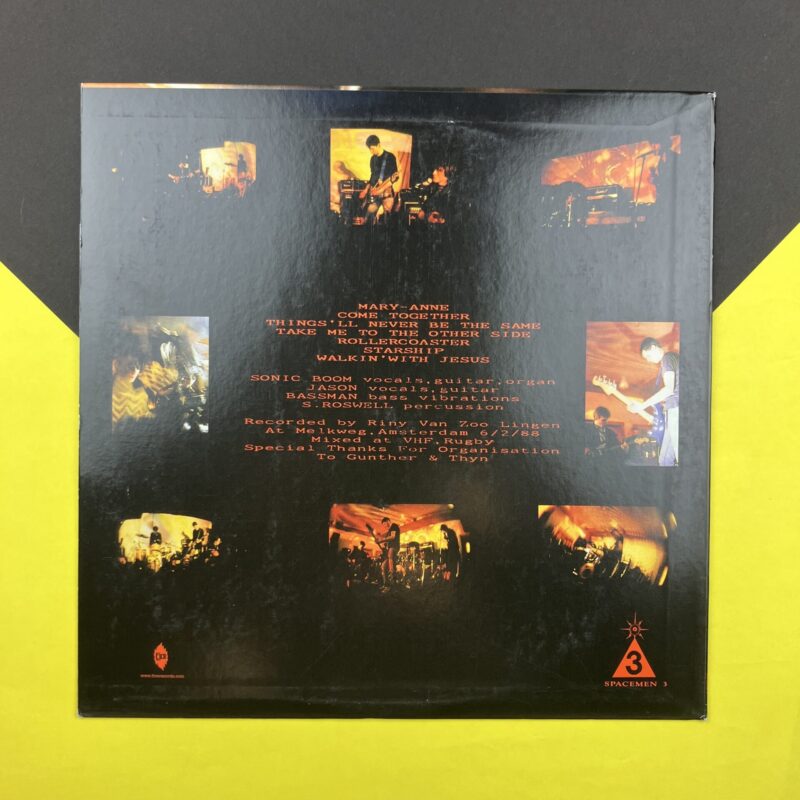 MARY-ANNE
COME TOGETHER
THINGS'LL NEVER BE THE SAME
TAKE ME TO THE OTHER SIDE
ROLLERCOASTER
STARSHIP
WALKIN'WITH JESUS
SONIC BOOM vocals,guitar,organ
JASON vocals,guitar
BASSMAN bass vibrations
S.ROSWELL percussion
Recorded by Riny Van Zoo Lingen
At Melkweg,Amsterdam 6/2/88
Mixed at VHF,Rugby
Special Thanks For Organisation
To Gunther & Thyn
3
SPACEMEN 3